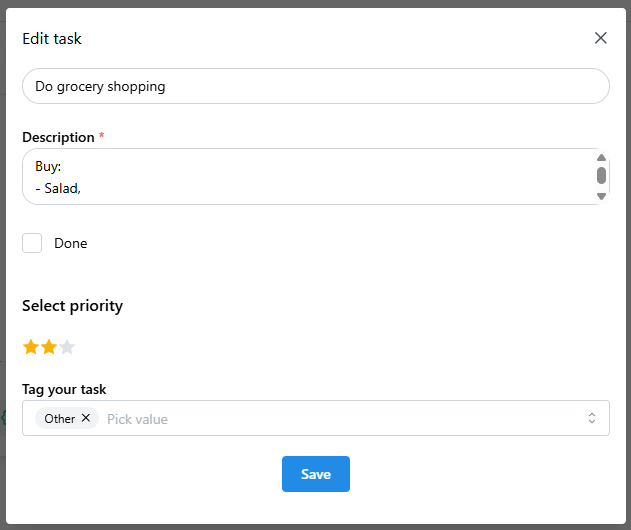 Edit task
Do grocery shopping
Description *
Buy:
- Salad,
Done
Select priority
Tag your task
Other
Pick value
Save